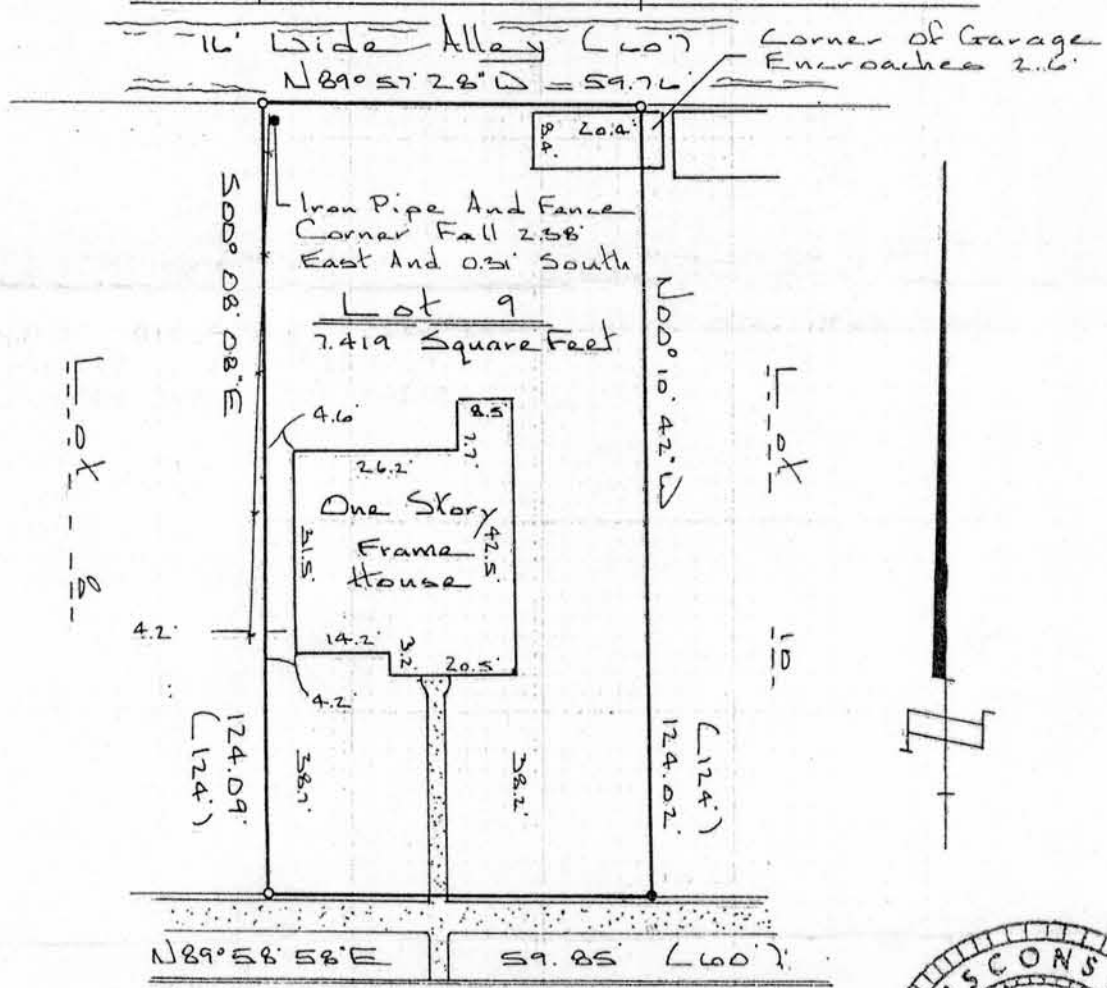 16' Wide Alley (60')
N89°57'28"W = 59.76'
Corner of Garage
Encroaches 2.6'
8.4'
20.4'
Iron Pipe And Fence
Corner Fall 2.58'
East And 0.31' South
Lot 9
7,419 Square Feet
S00° 08' 08"E
N00° 10' 42"W
Lot 8
Lot 10
4.6'
8.5'
7.7'
26.2'
One Story
Frame
House
31.5'
42.5'
4.2'
14.2'
3.2'
20.5'
4.2'
38.7'
38.2'
124.09'
(124')
(124')
124.02'
N89°58'58"E 59.85' (60')
SCONS